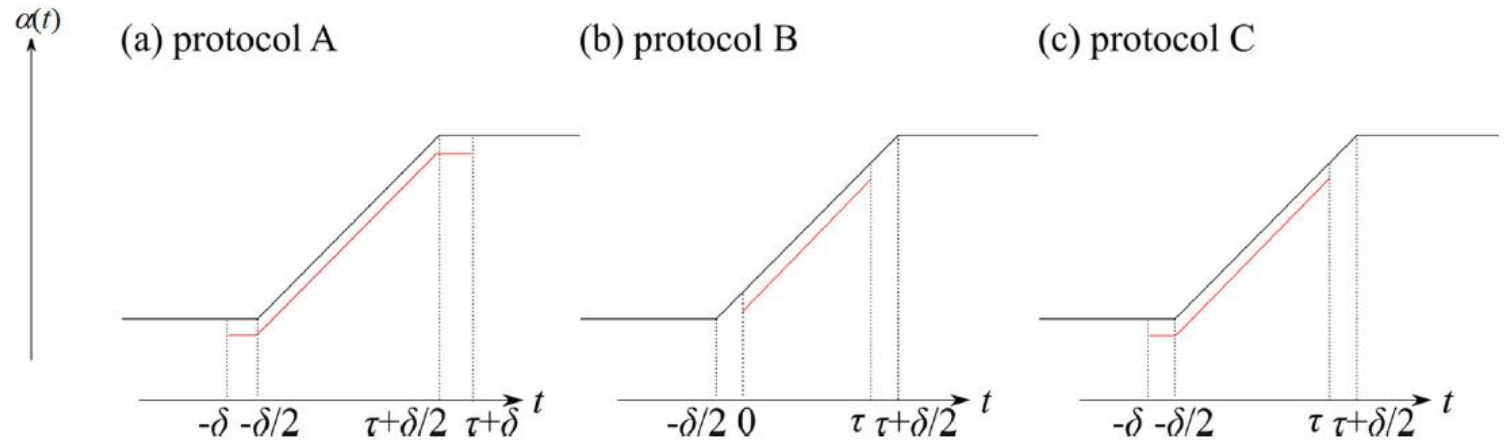 α(t)
(a) protocol A
(b) protocol B
(c) protocol C
-δ -δ/2 τ+δ/2 τ+δ t
-δ/2 0 τ τ+δ/2 t
-δ -δ/2 τ τ+δ/2 t